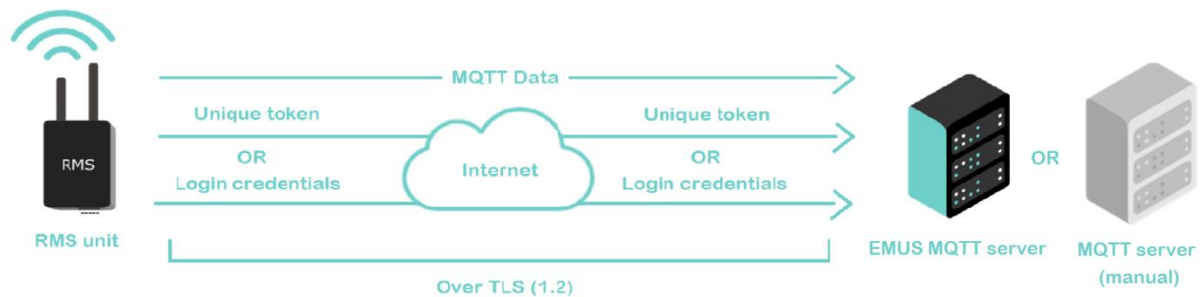 MQTT Data
Unique token
Unique token
RMS
OR
Internet
OR
OR
Login credentials
Login credentials
RMS unit
EMUS MQTT server
MQTT server
(manual)
Over TLS (1.2)